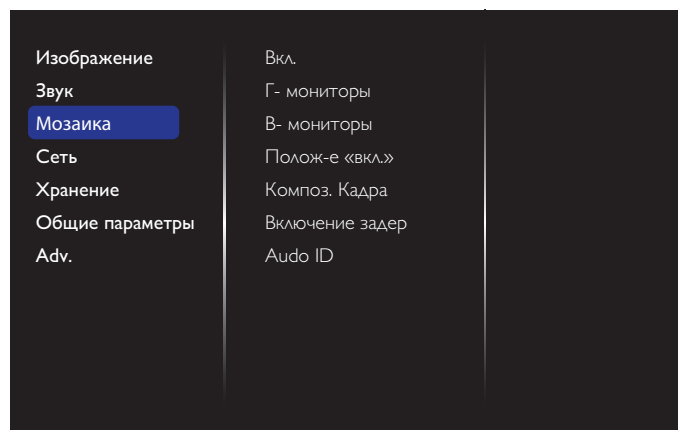 Изображение
Звук
Мозаика
Сеть
Хранение
Общие параметры
Adv.
Вкл.
Г- мониторы
В- мониторы
Полож-е «вкл.»
Композ. Кадра
Включение задер
Audo ID